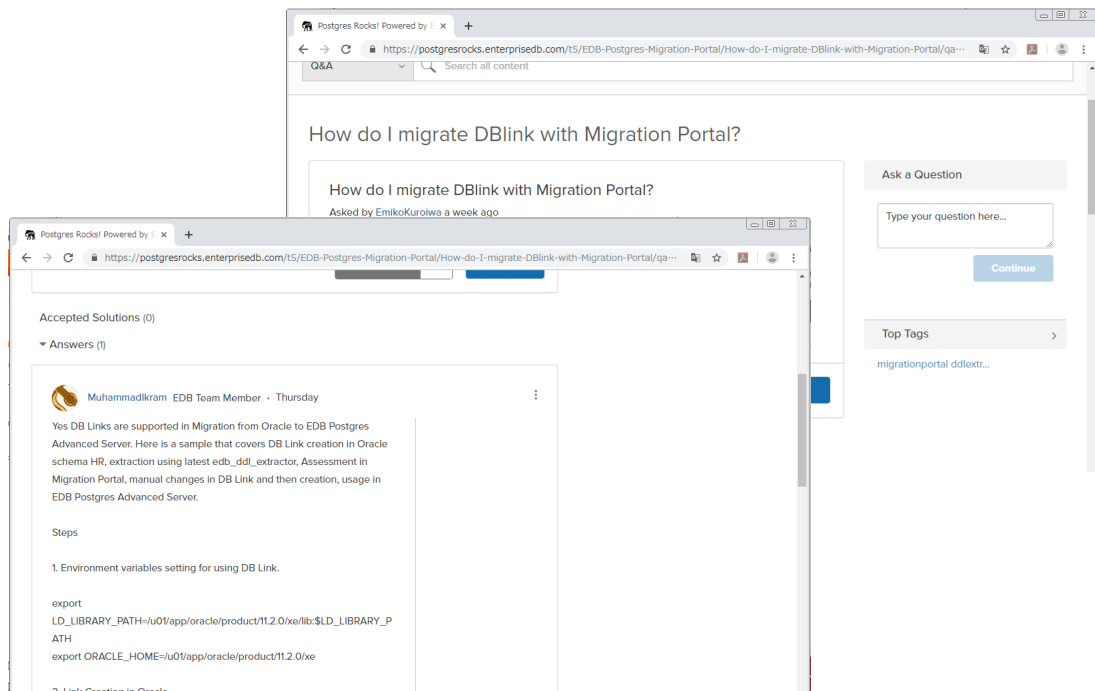 Postgres Rocks! Powered by E
https://postgresrocks.enterprisedb.com/t5/EDB-Postgres-Migration-Portal/How-do-I-migrate-DBlink-with-Migration-Portal/qa…
Q&A
Search all content
How do I migrate DBlink with Migration Portal?
How do I migrate DBlink with Migration Portal?
Asked by EmikoKuroiwa a week ago
Ask a Question
Type your question here...
Continue
Top Tags
migrationportal ddlextr...
Postgres Rocks! Powered by E
https://postgresrocks.enterprisedb.com/t5/EDB-Postgres-Migration-Portal/How-do-I-migrate-DBlink-with-Migration-Portal/qa…
Accepted Solutions (0)
Answers (1)
MuhammadIkram EDB Team Member • Thursday
Yes DB Links are supported in Migration from Oracle to EDB Postgres
Advanced Server. Here is a sample that covers DB Link creation in Oracle
schema HR, extraction using latest edb_ddl_extractor, Assessment in
Migration Portal, manual changes in DB Link and then creation, usage in
EDB Postgres Advanced Server.
Steps
1. Environment variables setting for using DB Link.
export
LD_LIBRARY_PATH=/u01/app/oracle/product/11.2.0/xe/lib:$LD_LIBRARY_P
ATH
export ORACLE_HOME=/u01/app/oracle/product/11.2.0/xe
2. Link Creation in Oracle